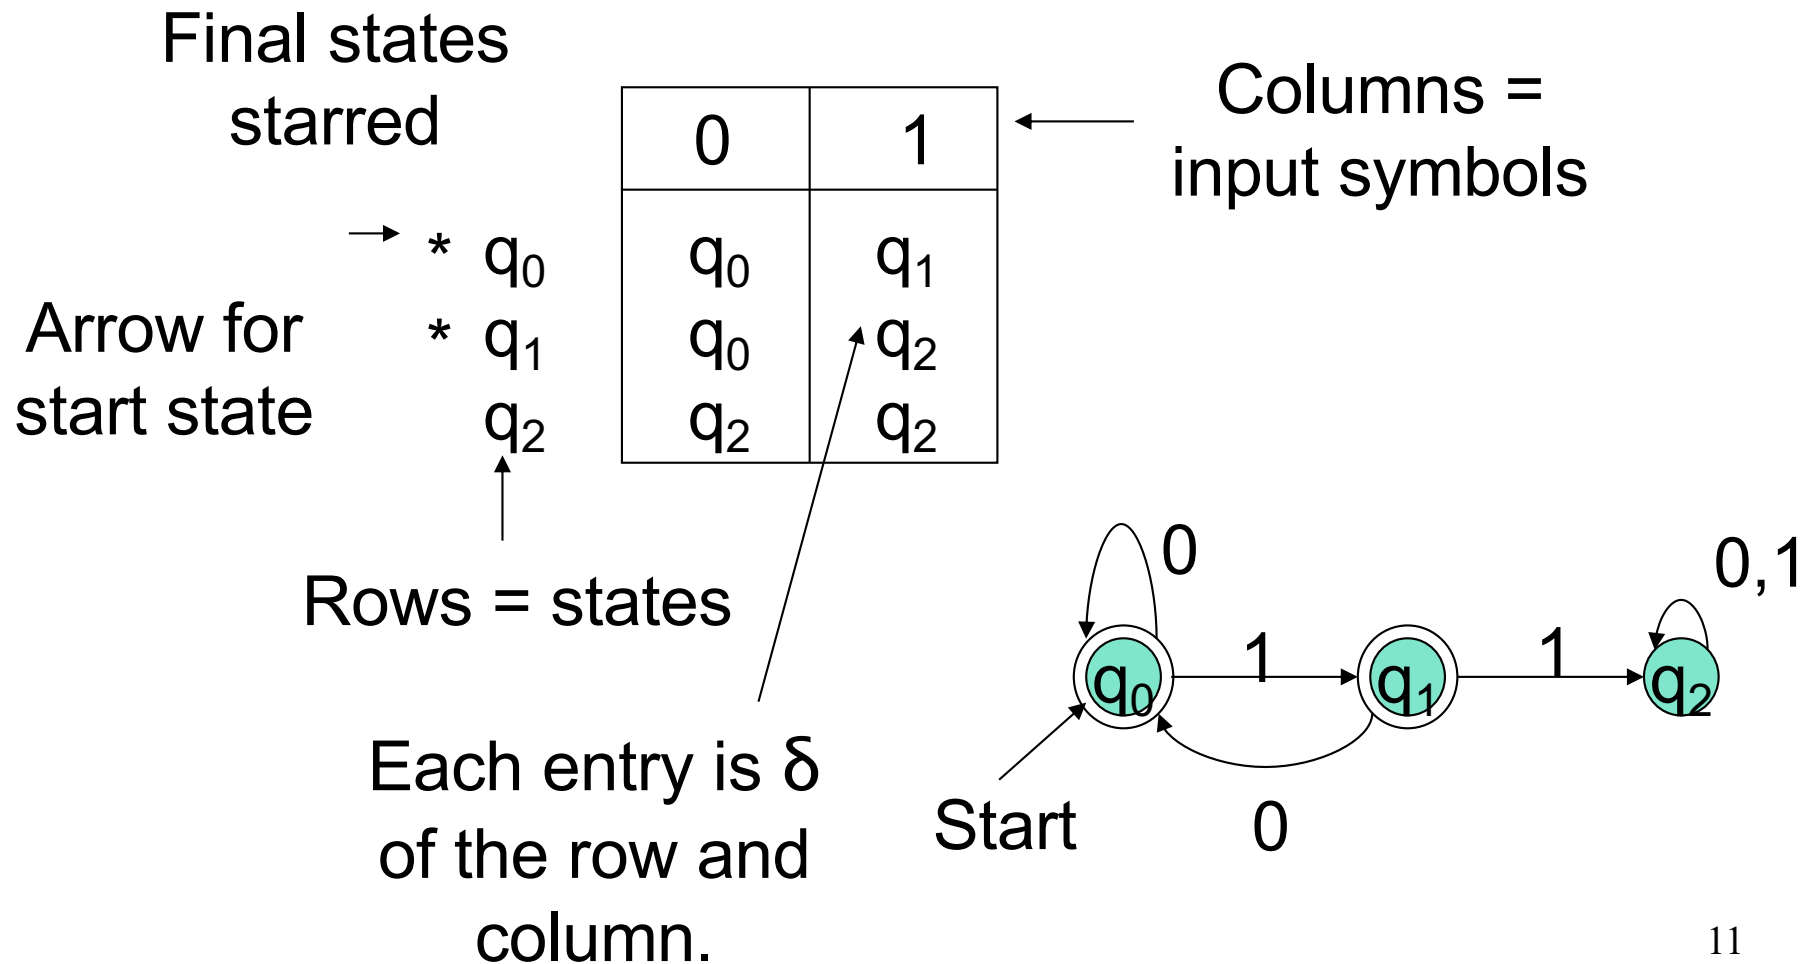 Final states
starred
Columns =
input symbols
0 1
* q₀ q₀ q₁
* q₁ q₀ q₂
q₂ q₂ q₂
Arrow for
start state
Rows = states
Each entry is δ
of the row and
column.
0
0,1
1
1
q₀
q₁
q₂
Start
0
11